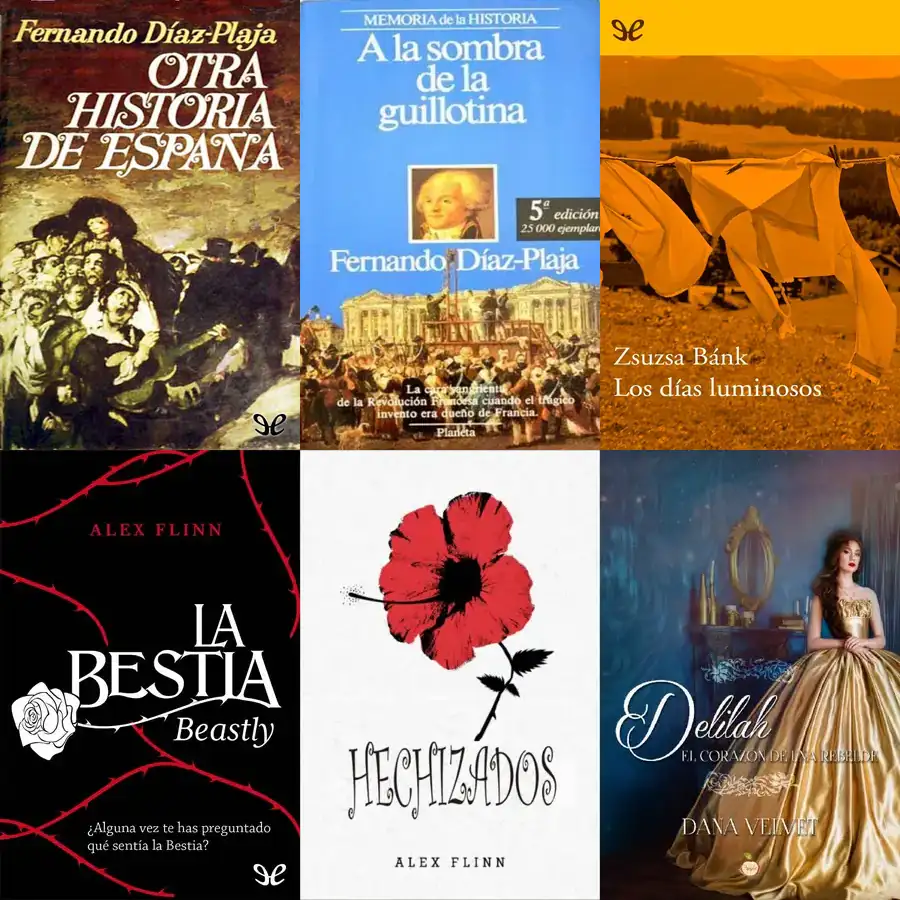 Fernando Díaz-Plaja
OTRA
HISTORIA
DE ESPAÑA
MEMORIA de la HISTORIA
A la sombra
de la
guillotina
5ª edición
25 000 ejemplare
Fernando Díaz-Plaja
La cara sangrienta
de la Revolución Francesa cuando el trágico
invento era dueño de Francia.
Planeta
Zsuzsa Bánk
Los días luminosos
ALEX FLINN
LA
BESTIA
Beastly
¿Alguna vez te has preguntado
qué sentía la Bestia?
HECHIZADOS
ALEX FLINN
Delilah
EL CORAZÓN DE UNA REBELDE
DANA VELVET